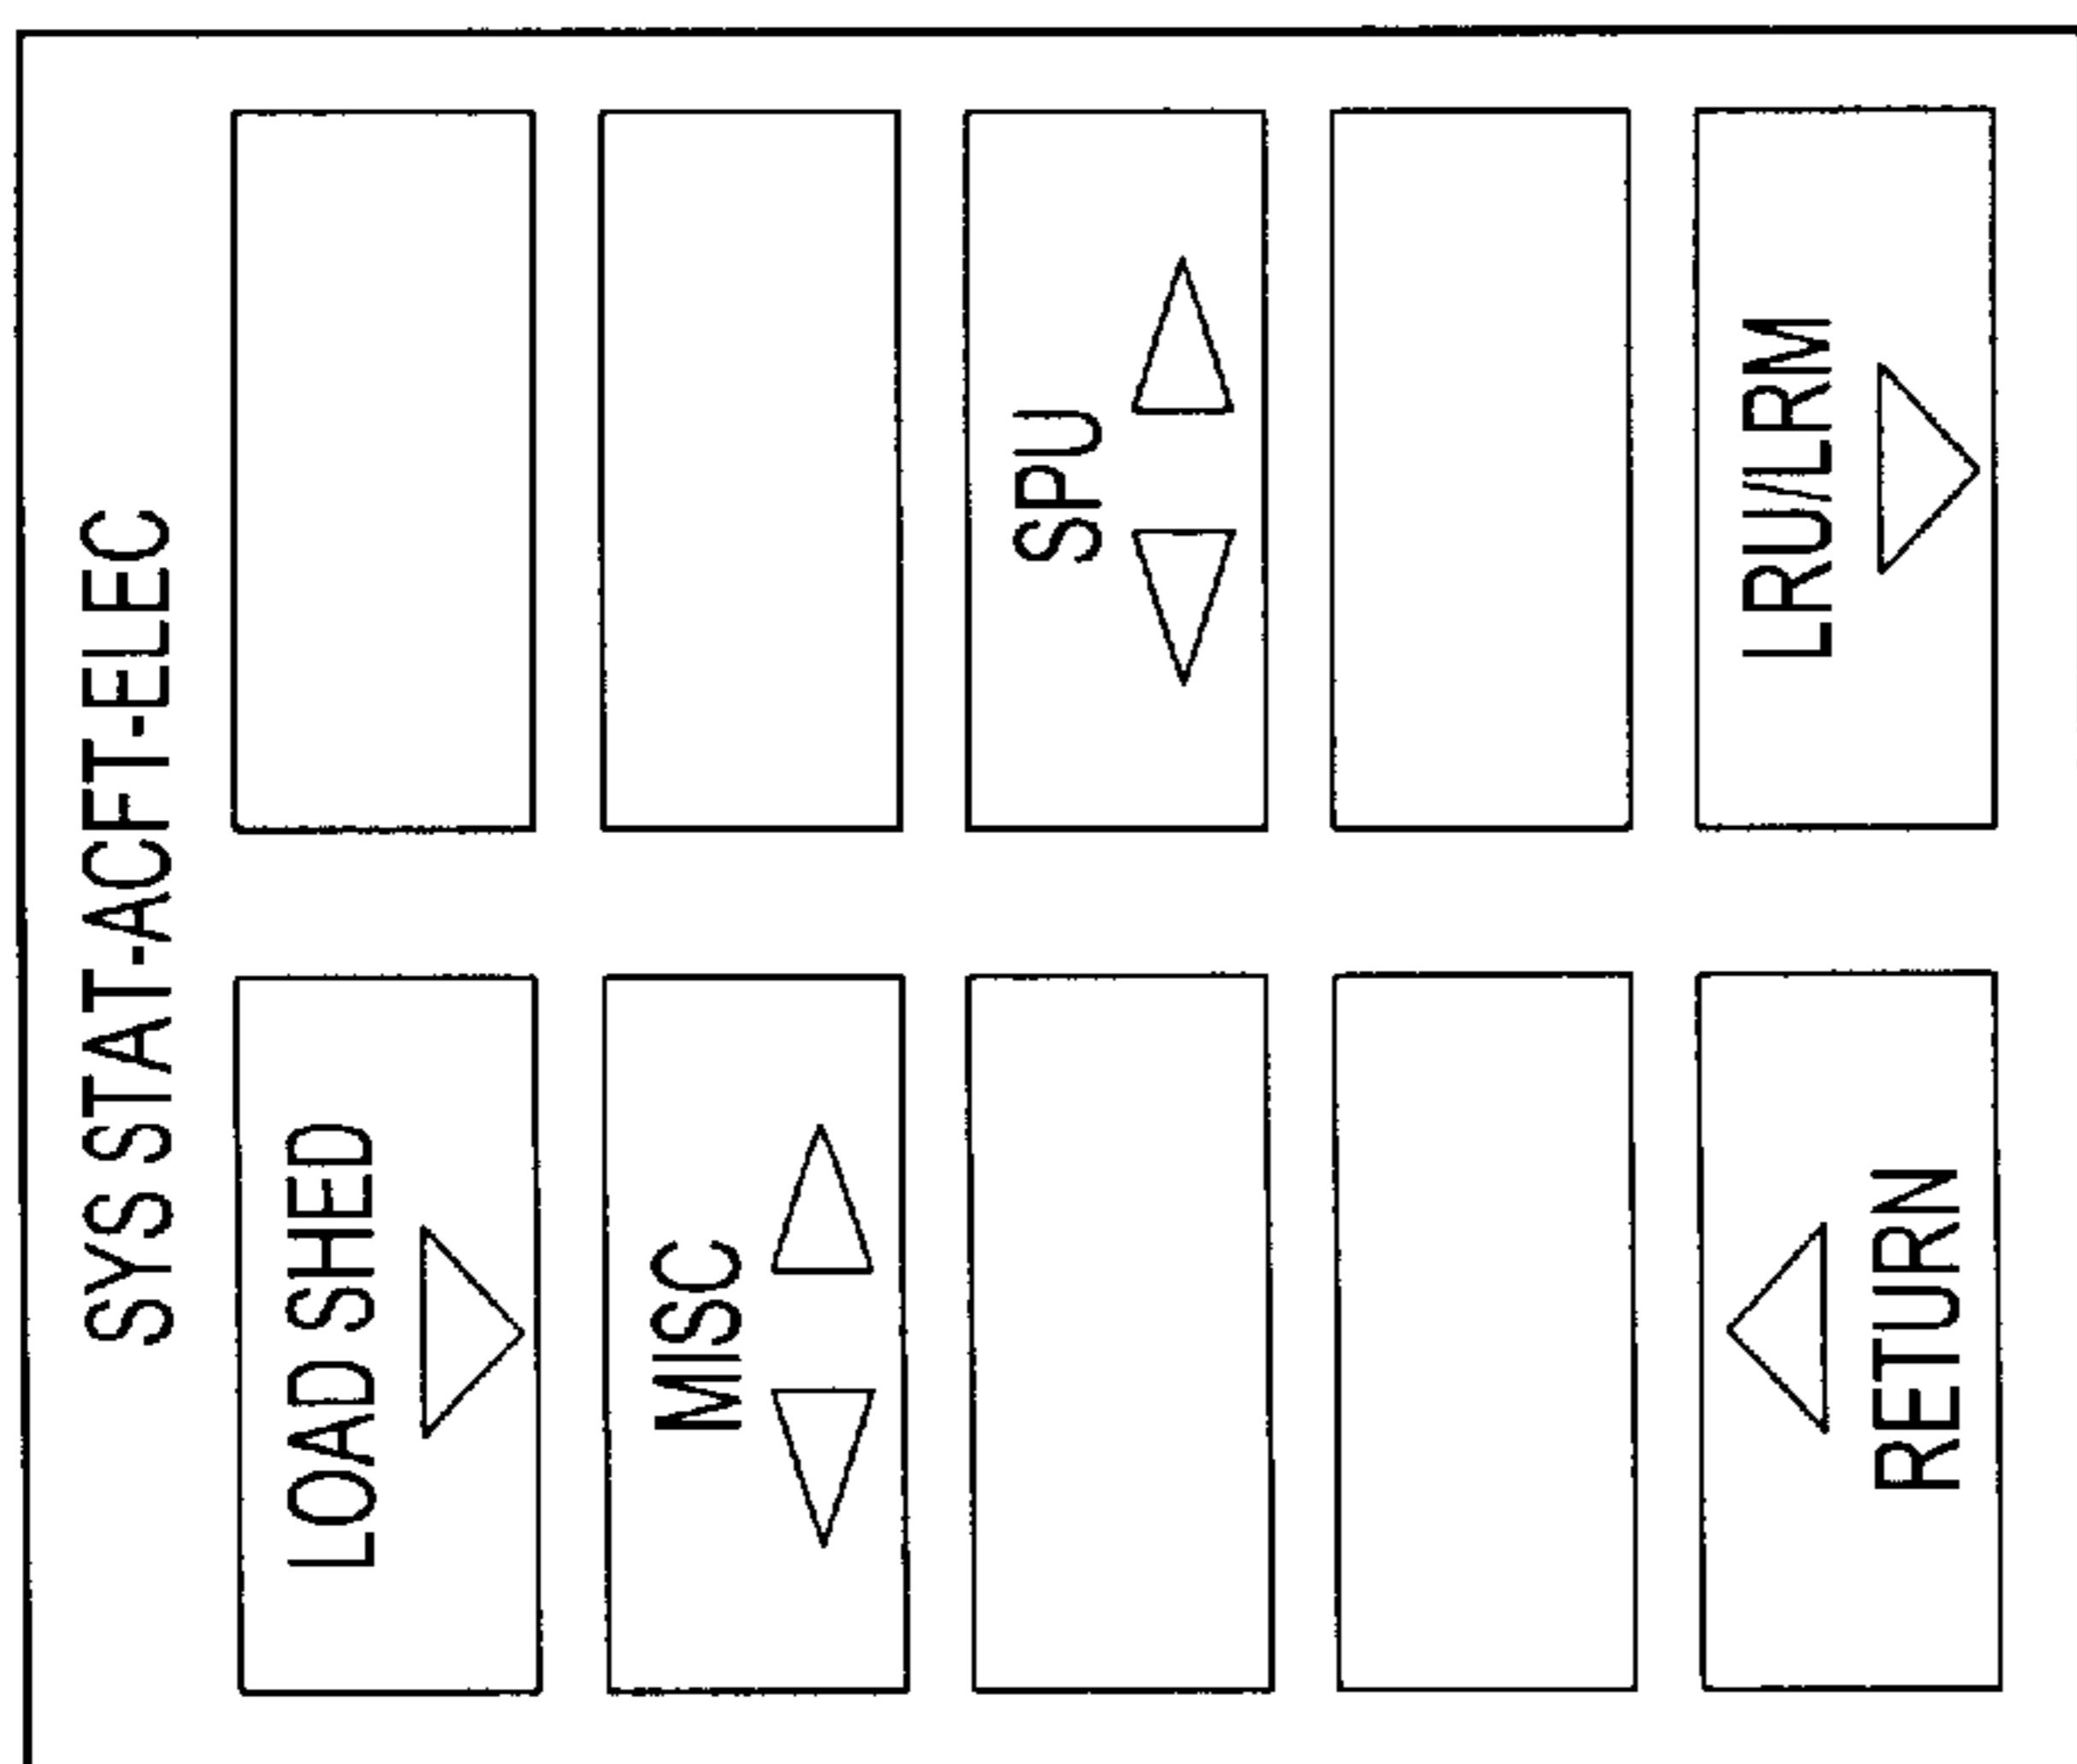 SYS STAT-ACFT-ELEC
LOAD SHED
MISC
SPU
RETURN
LRU/LRM